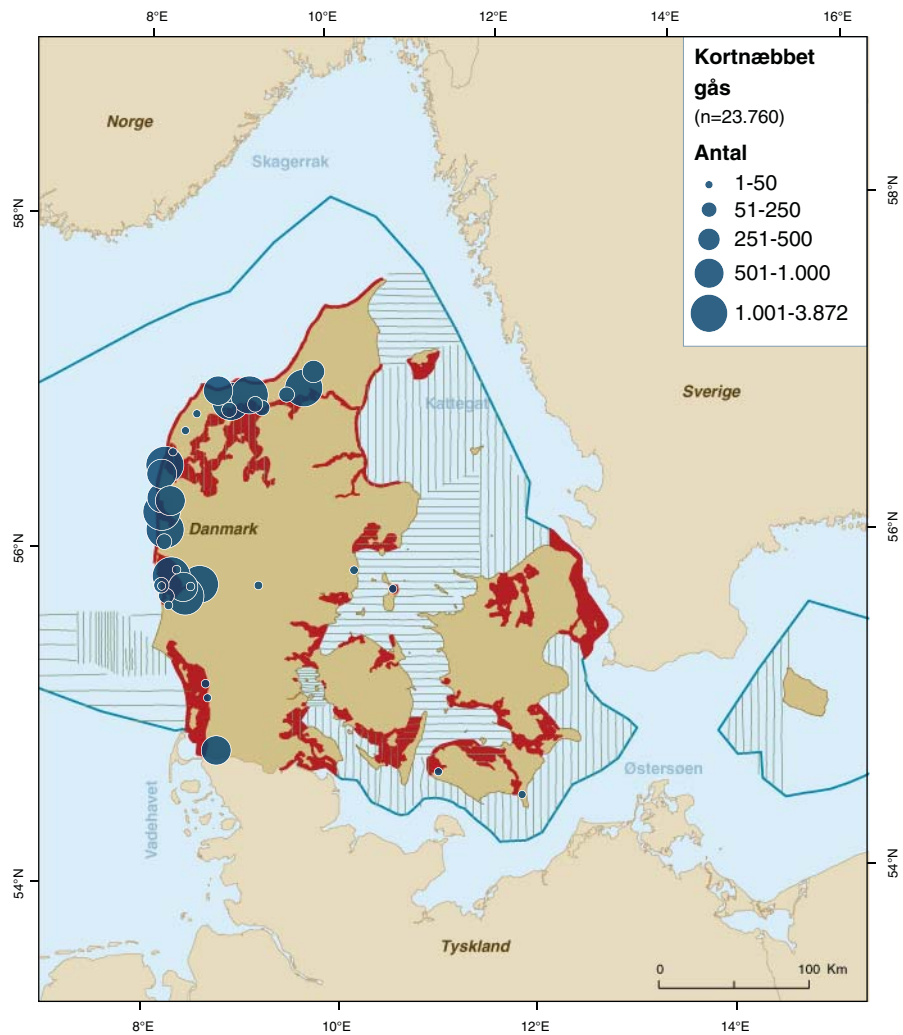 8°E 10°E 12°E 14°E 16°E
Kortnæbbet
gås
(n=23.760)
Antal
1-50
51-250
251-500
501-1.000
1.001-3.872
Norge
Skagerrak
58°N
58°N
Sverige
Kattegat
Danmark
56°N
56°N
Østersøen
Vadehavet
54°N
54°N
Tyskland
0 100 Km
8°E 10°E 12°E 14°E